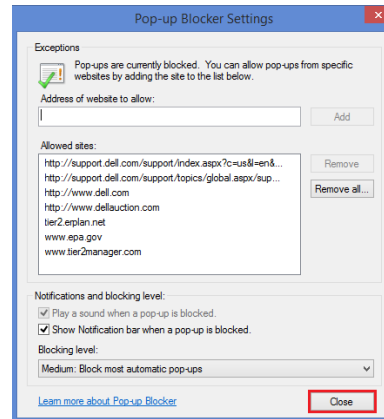 Pop-up Blocker Settings
Exceptions
Pop-ups are currently blocked. You can allow pop-ups from specific
websites by adding the site to the list below.
Address of website to allow:
Add
Allowed sites:
http://support.dell.com/support/index.aspx?c=us&l=en&...
Remove
http://support.dell.com/support/topics/global.aspx/sup...
Remove all...
http://www.dell.com
http://www.dellauction.com
tier2.erplan.net
www.epa.gov
www.tier2manager.com
Notifications and blocking level:
Play a sound when a pop-up is blocked.
Show Notification bar when a pop-up is blocked.
Blocking level:
Medium: Block most automatic pop-ups
Learn more about Pop-up Blocker
Close